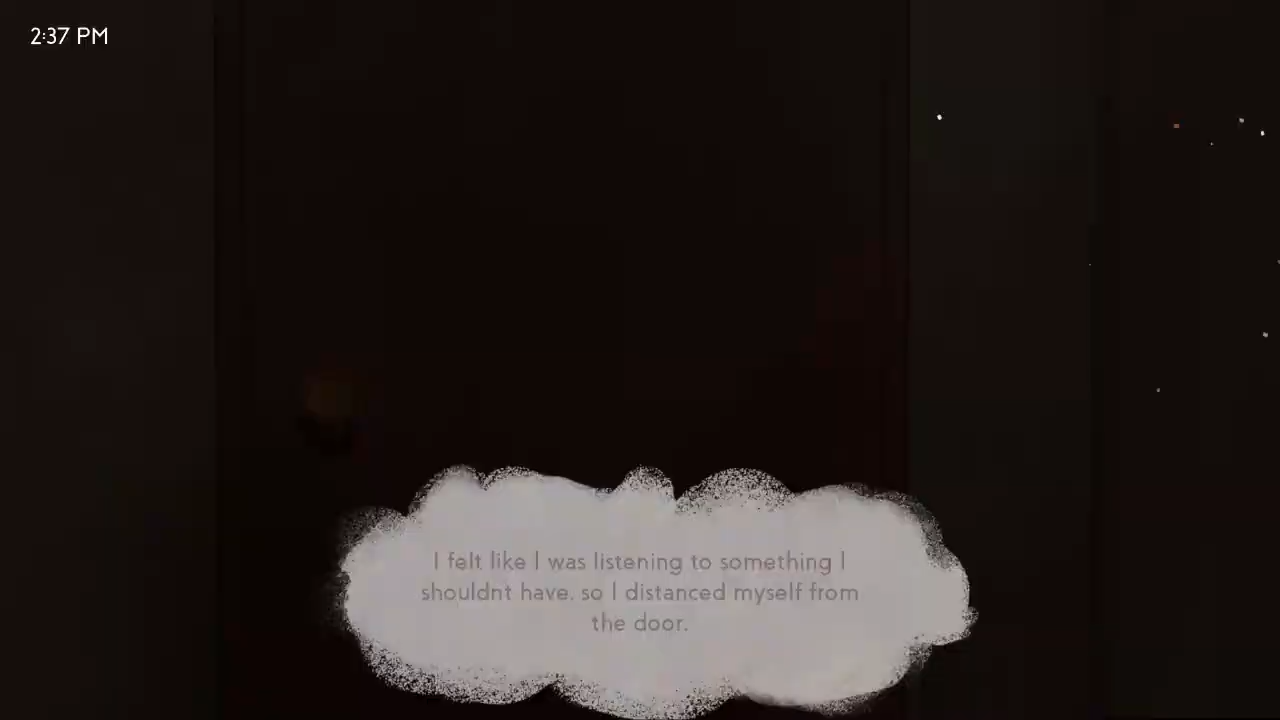 2:37 PM
I felt like I was listening to something I
shouldnt have. so I distanced myself from
the door.